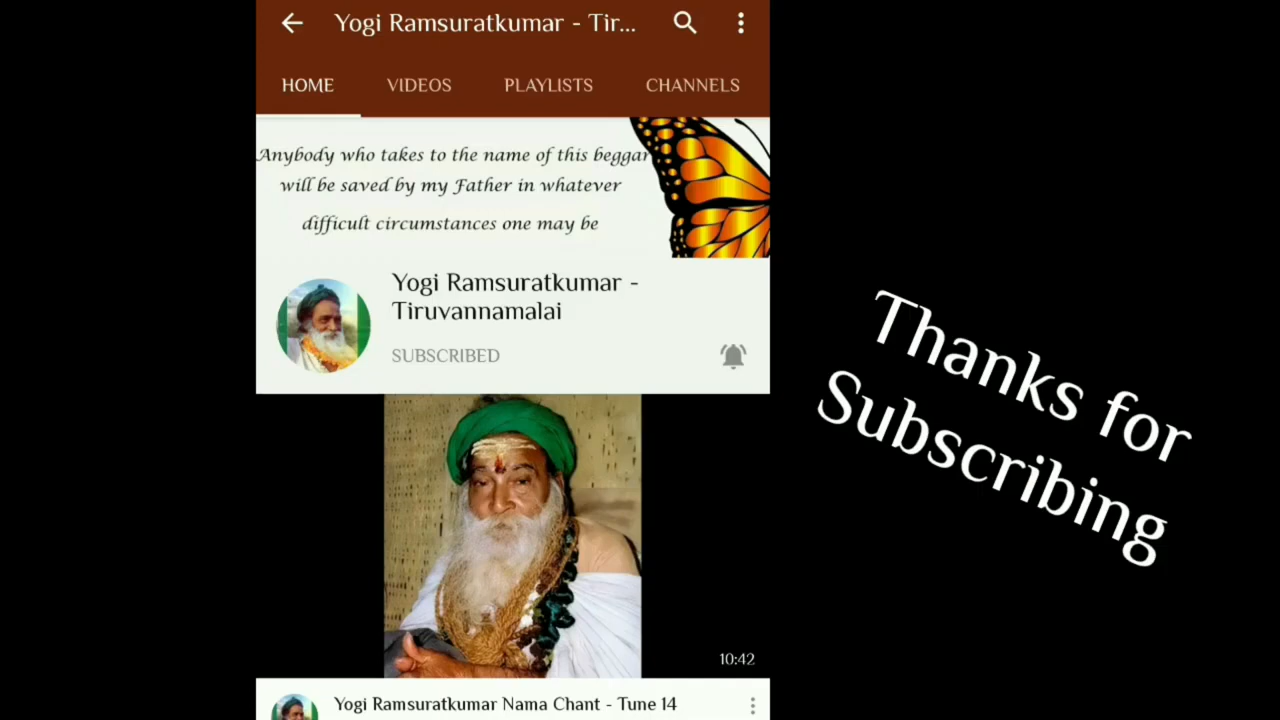 Yogi Ramsuratkumar - Tir...
HOME VIDEOS PLAYLISTS CHANNELS
Anybody who takes to the name of this beggar
will be saved by my Father in whatever
difficult circumstances one may be
Yogi Ramsuratkumar -
Tiruvannamalai
SUBSCRIBED
10:42
Yogi Ramsuratkumar Nama Chant - Tune 14
Thanks for
Subscribing